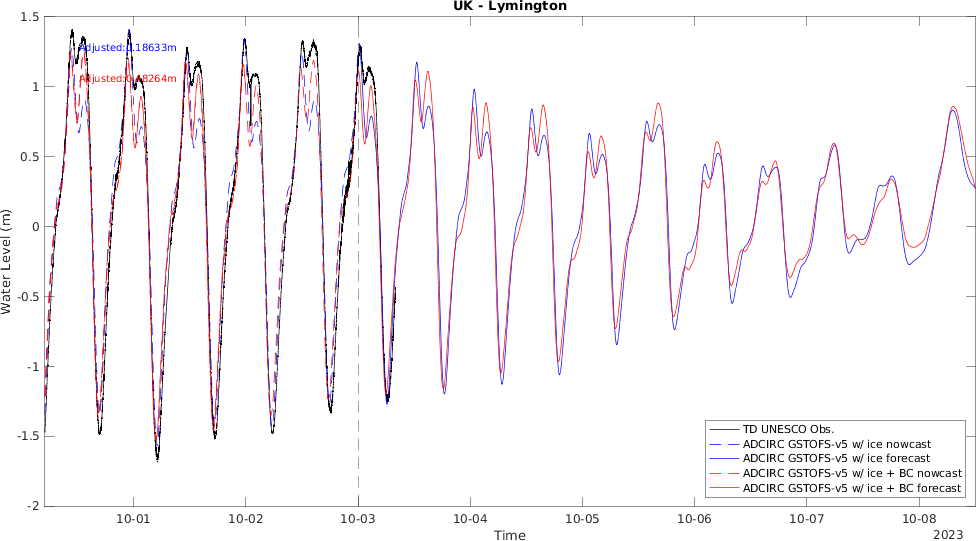 UK - Lymington
1.5
1
0.5
0
-0.5
-1
-1.5
-2
Water Level (m)
Adjusted:0.18633m
Adjusted:0.18264m
TD UNESCO Obs.
ADCIRC GSTOFS-v5 w/ ice nowcast
ADCIRC GSTOFS-v5 w/ ice forecast
ADCIRC GSTOFS-v5 w/ ice + BC nowcast
ADCIRC GSTOFS-v5 w/ ice + BC forecast
10-01 10-02 10-03 10-04 10-05 10-06 10-07 10-08
Time
2023